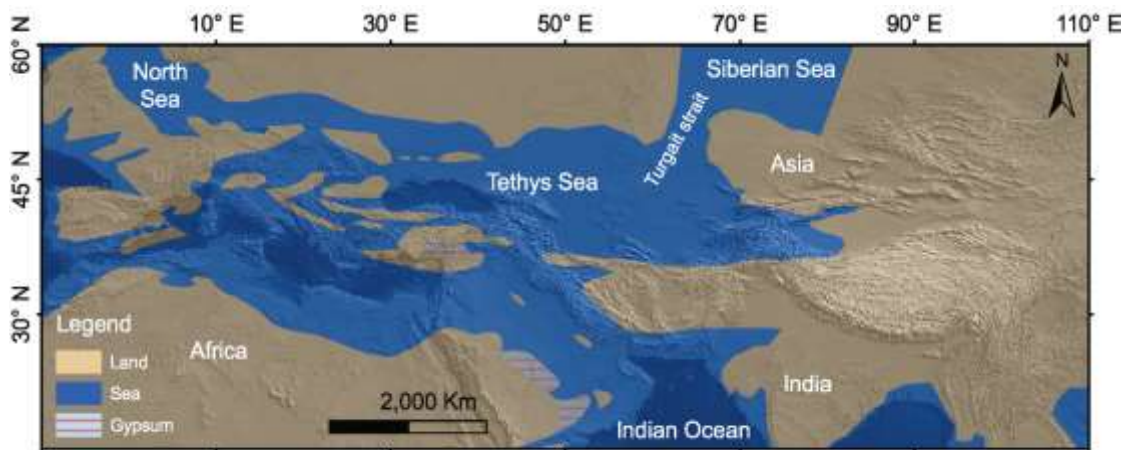 10° E 30° E 50° E 70° E 90° E 110° E
60° N
45° N
30° N
North
Sea
Siberian Sea
N
Turgait strait
Asia
Tethys Sea
Legend
Land
Sea
Gypsum
Africa
2,000 Km
India
Indian Ocean